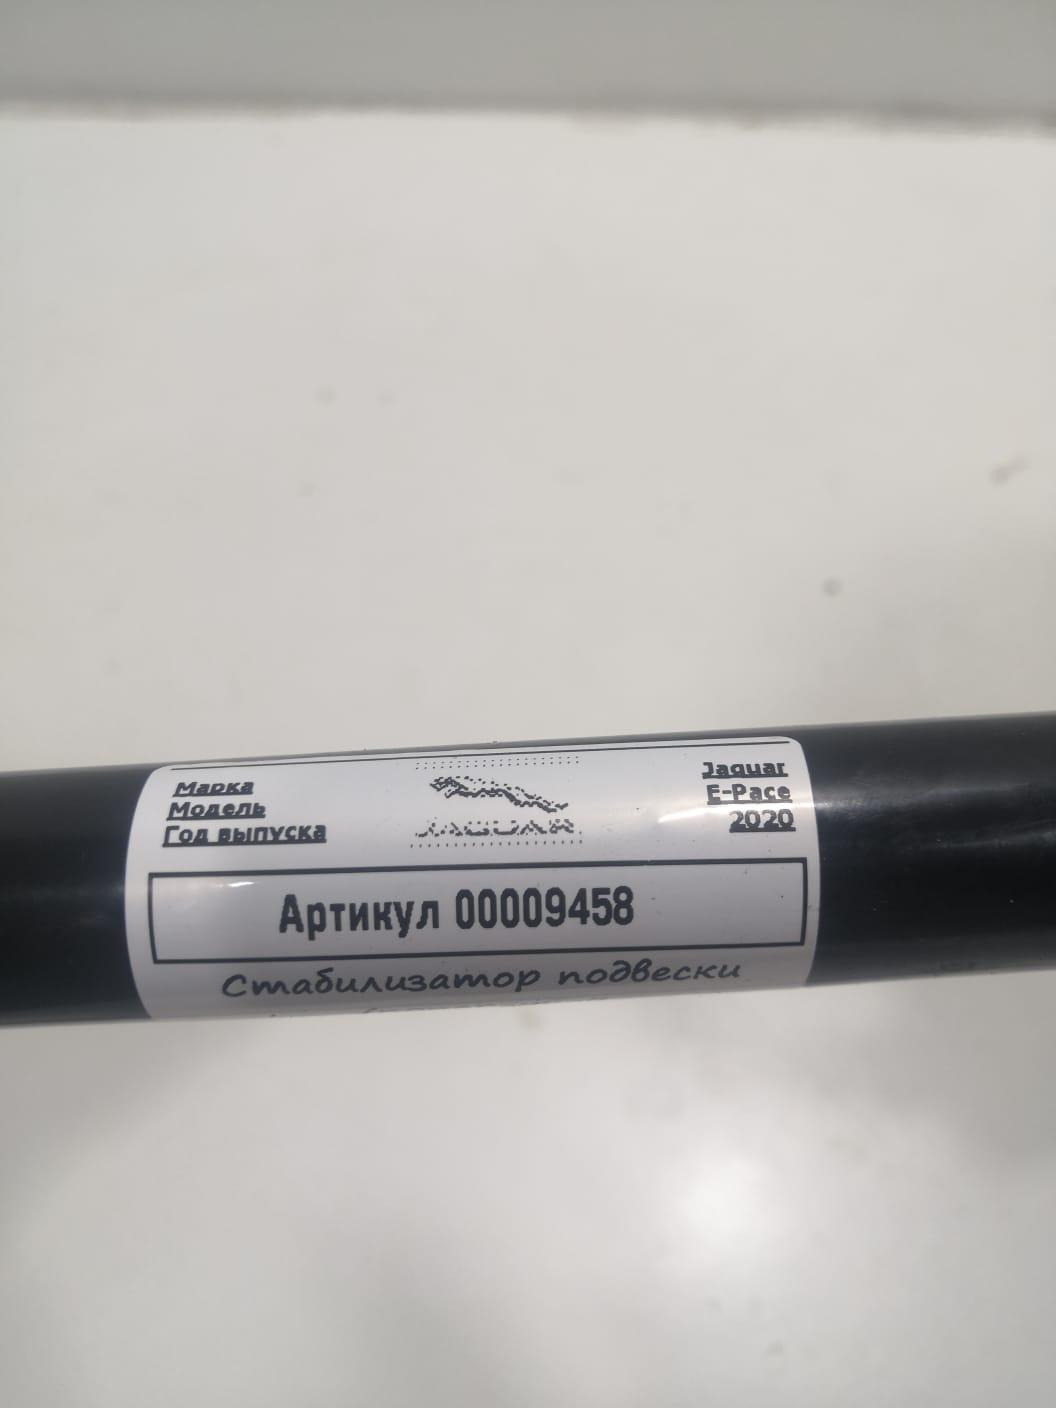 Марка Jaguar
Модель E-Pace
Год выпуска 2020
JAGUAR
Артикул 00009458
Стабилизатор подвески